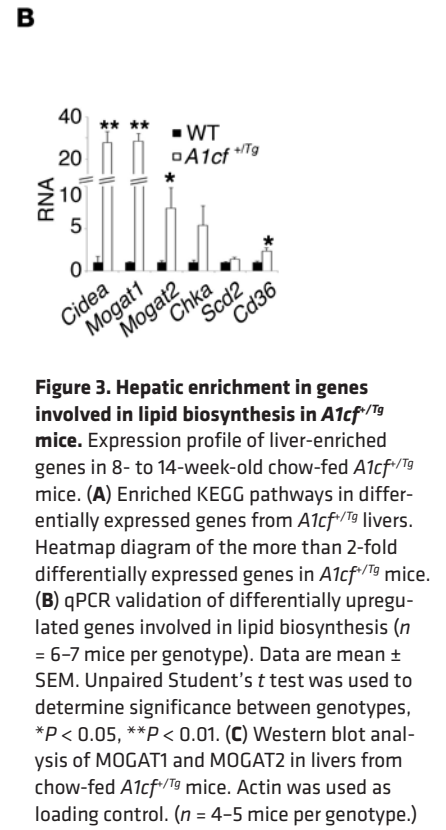 B
40
20
10
5
0
RNA
** **
*
*
WT
A1cf +/Tg
Cidea
Mogat1
Mogat2
Chka
Scd2
Cd36
Figure 3. Hepatic enrichment in genes
involved in lipid biosynthesis in A1cf+/Tg
mice. Expression profile of liver-enriched
genes in 8- to 14-week-old chow-fed A1cf+/Tg
mice. (A) Enriched KEGG pathways in differ-
entially expressed genes from A1cf+/Tg livers.
Heatmap diagram of the more than 2-fold
differentially expressed genes in A1cf+/Tg mice.
(B) qPCR validation of differentially upregu-
lated genes involved in lipid biosynthesis (n
= 6–7 mice per genotype). Data are mean ±
SEM. Unpaired Student’s t test was used to
determine significance between genotypes,
*P < 0.05, **P < 0.01. (C) Western blot anal-
ysis of MOGAT1 and MOGAT2 in livers from
chow-fed A1cf+/Tg mice. Actin was used as
loading control. (n = 4–5 mice per genotype.)